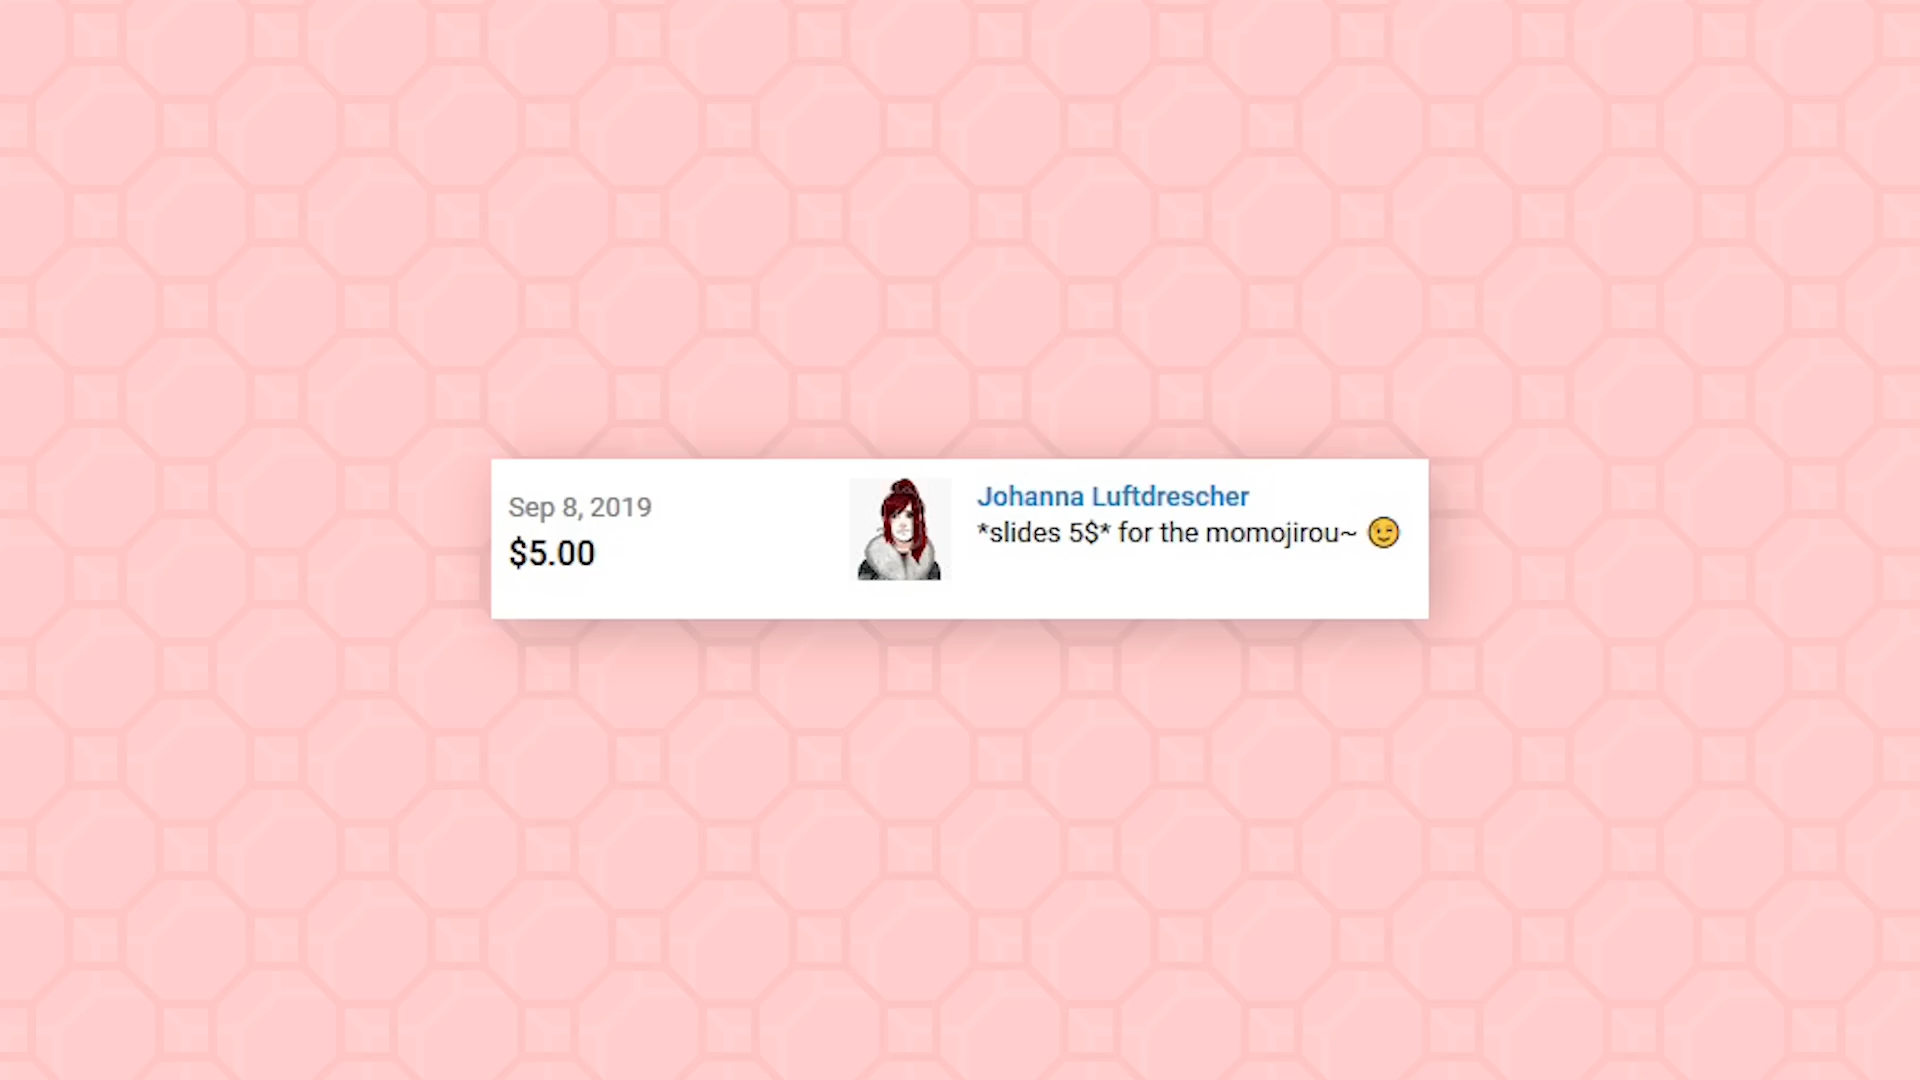 Sep 8, 2019
$5.00
Johanna Luftdrescher
*slides 5$* for the momojirou~ 😉